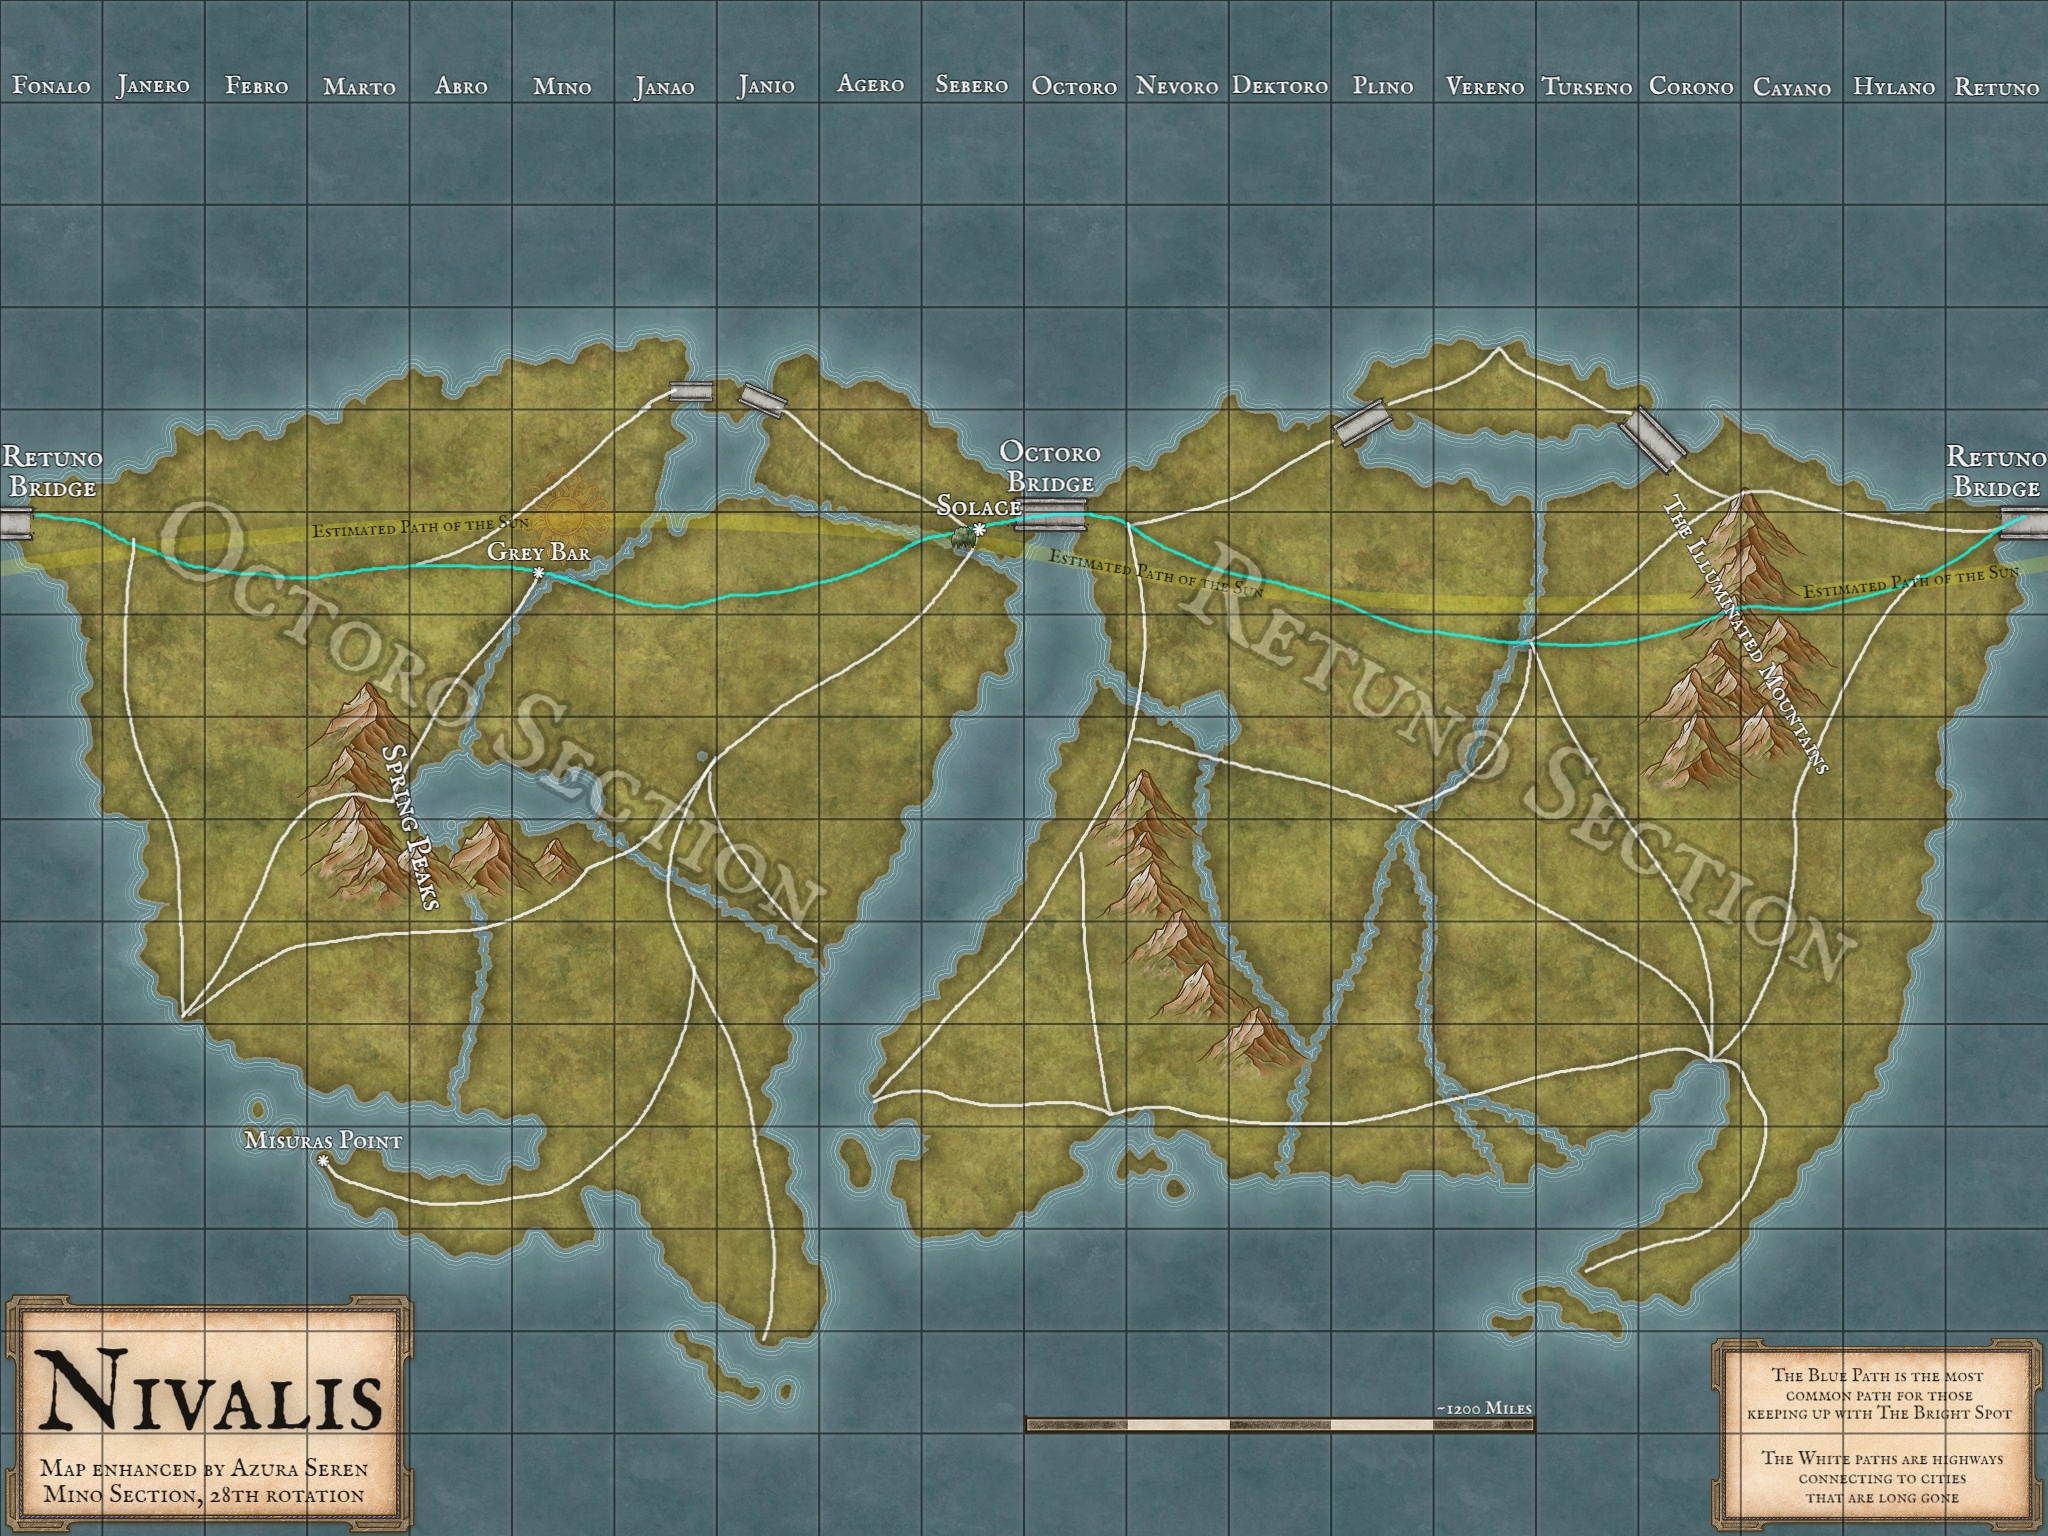 Fonalo Janero Febro Marto Abro Mino Janao Janio Agero Sebero Octoro Nevoro Dektoro Plino Vereno Turseno Corono Cayano Hylano Retuno
Retuno
Bridge
Octoro
Bridge
Retuno
Bridge
Solace
Estimated Path of the Sun
Grey Bar
Estimated Path of the Sun
Estimated Path of the Sun
Octoro Section
Retuno Section
The Illuminated Mountains
Spring Peaks
Misuras Point
Nivalis
Map enhanced by Azura Seren
Mino Section, 28th rotation
~1200 Miles
The Blue Path is the most
common path for those
keeping up with The Bright Spot
The White paths are highways
connecting to cities
that are long gone